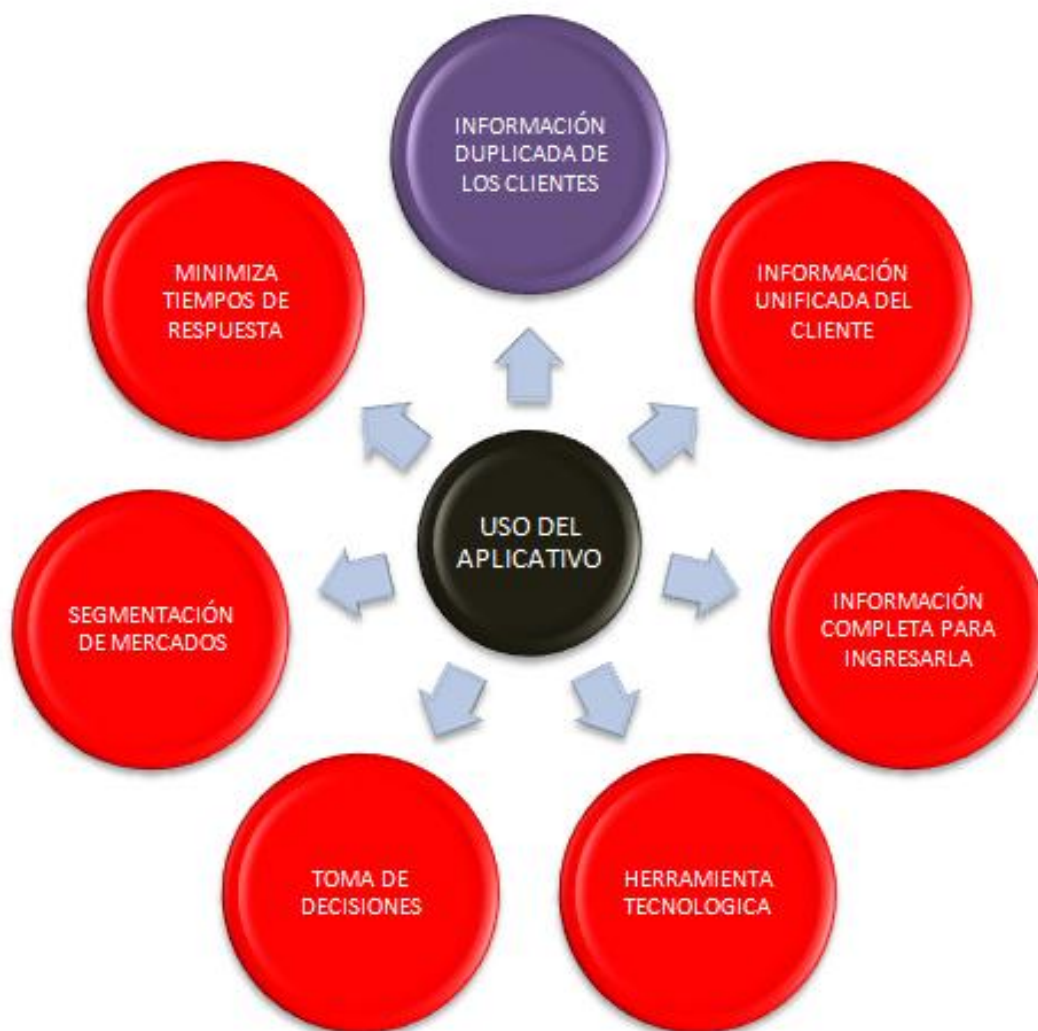 INFORMACIÓN
DUPLICADA DE
LOS CLIENTES
INFORMACIÓN
UNIFICADA DEL
CLIENTE
INFORMACIÓN
COMPLETA PARA
INGRESARLA
HERRAMIENTA
TECNOLOGICA
TOMA DE
DECISIONES
SEGMENTACIÓN
DE MERCADOS
MINIMIZA
TIEMPOS DE
RESPUESTA
USO DEL
APLICATIVO